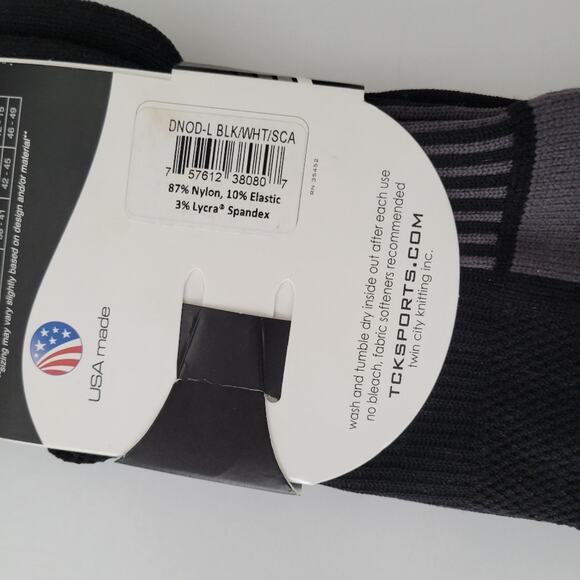 DNOD-L BLK/WHT/SCA
7 57612 38080 7
87% Nylon, 10% Elastic
3% Lycra® Spandex
RN 35452
wash and tumble dry inside out after each use
no bleach, fabric softeners recommended
TCKSPORTS.COM
twin city knitting inc.
USA made
46 - 49
42 - 45
*sizing may vary slightly based on design and/or material**